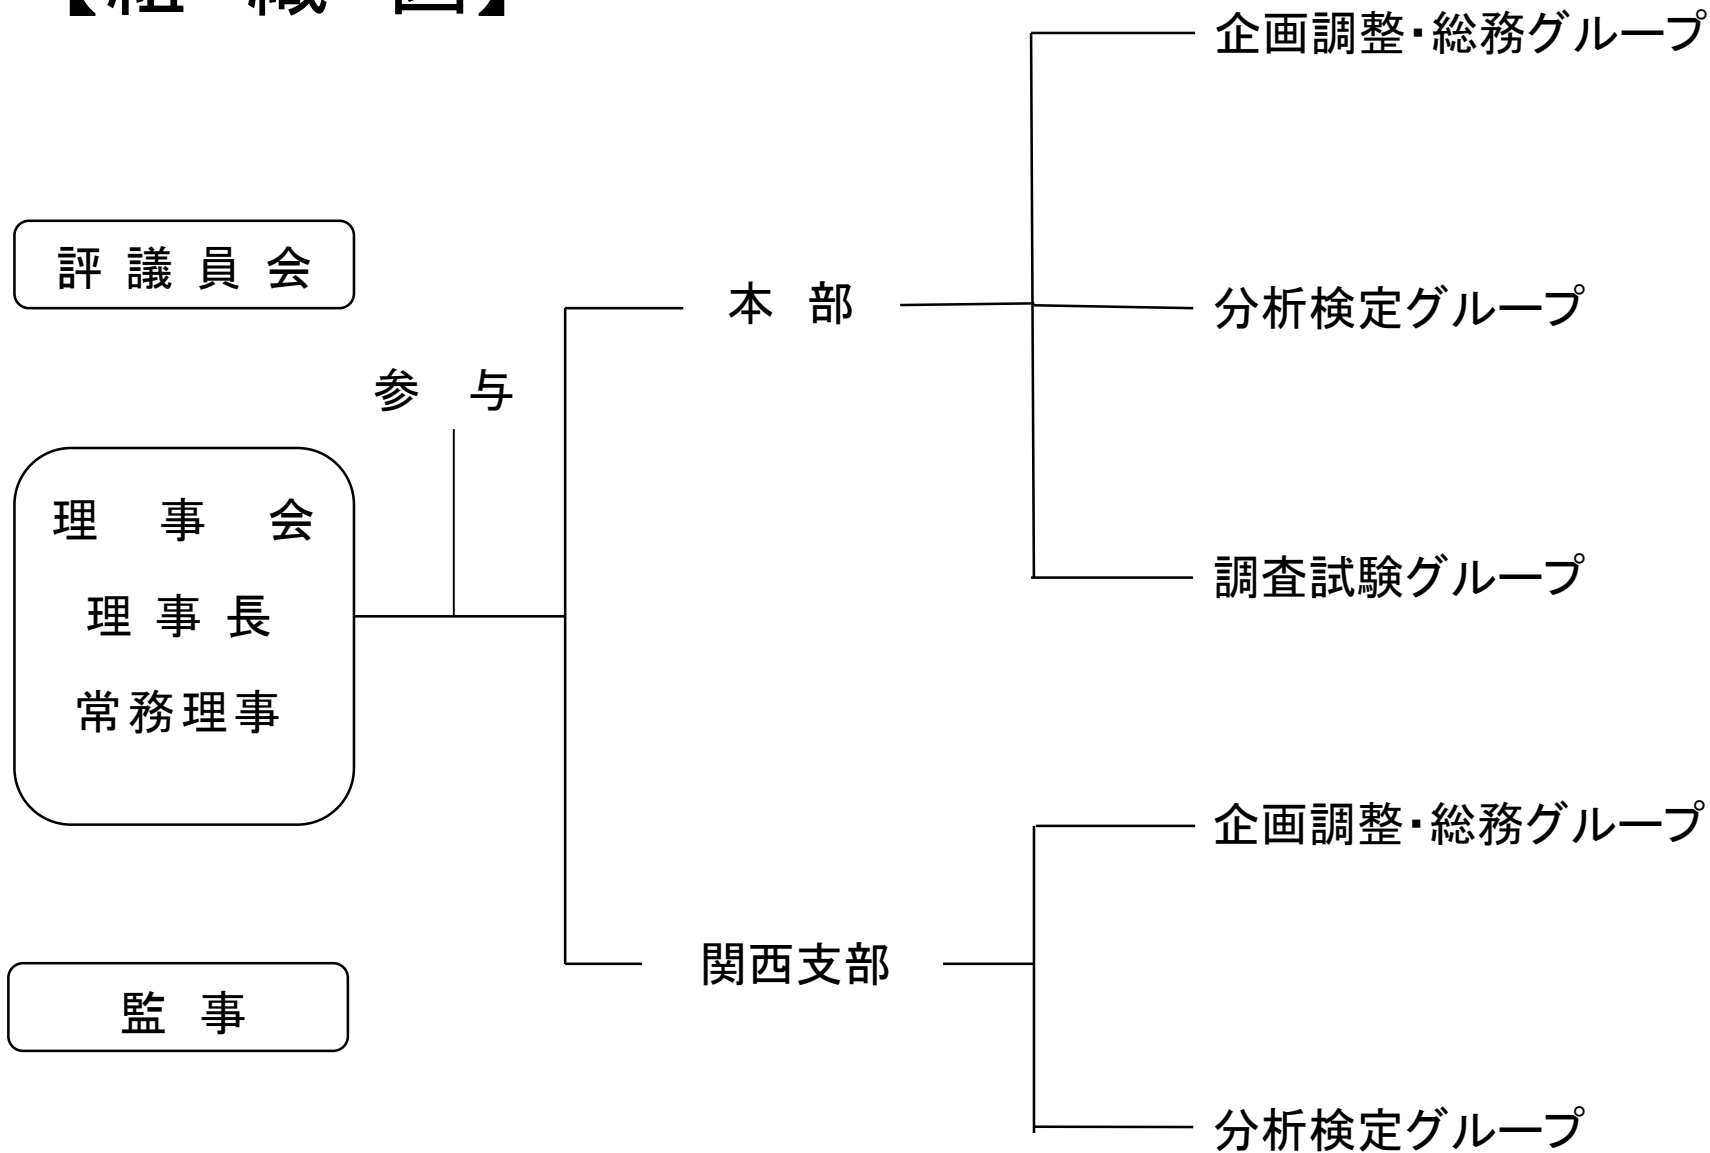 【組 織 図】
企画調整・総務グループ
評 議 員 会
本 部
分析検定グループ
参 与
理 事 会
理 事 長
常務理事
調査試験グループ
企画調整・総務グループ
関西支部
監 事
分析検定グループ